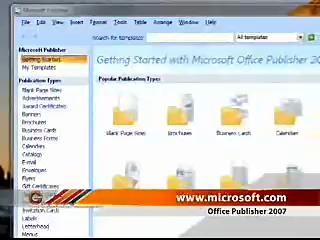 Microsoft Publisher
File Edit View Insert Format Tools Table Arrange Window Help
Search for templates: All templates
Microsoft Publisher
Getting Started
My Templates
Publication Types
Blank Page Sizes
Advertisements
Award Certificates
Banners
Brochures
Business Cards
Business Forms
Calendars
Catalogs
E-mail
Envelopes
Flyers
Gift Certificates
Invitation Cards
Labels
Letterhead
Getting Started with Microsoft Office Publisher 20
Popular Publication Types
Blank Page Sizes Brochures Business Cards Calendars
www.microsoft.com
Office Publisher 2007